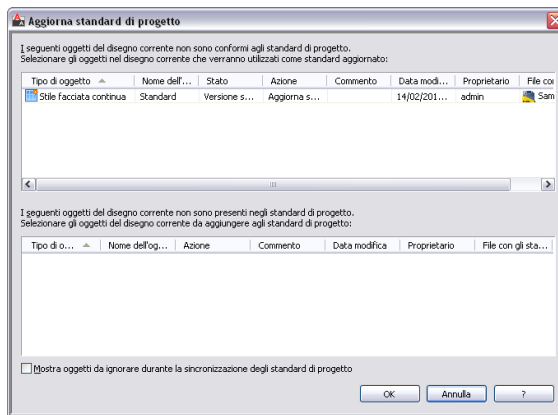 Aggiorna standard di progetto
I seguenti oggetti del disegno corrente non sono conformi agli standard di progetto.
Selezionare gli oggetti nel disegno corrente che verranno utilizzati come standard aggiornato:
Tipo di oggetto Nome dell'... Stato Azione Commento Data modi... Proprietario File con
Stile facciata continua Standard Versione s... Aggiorna s... 14/02/201... admin Sam
I seguenti oggetti del disegno corrente non sono presenti negli standard di progetto.
Selezionare gli oggetti del disegno corrente da aggiungere agli standard di progetto:
Tipo di o... Nome dell'og... Azione Commento Data modifica Proprietario File con gli sta...
Mostra oggetti da ignorare durante la sincronizzazione degli standard di progetto
OK Annulla ?